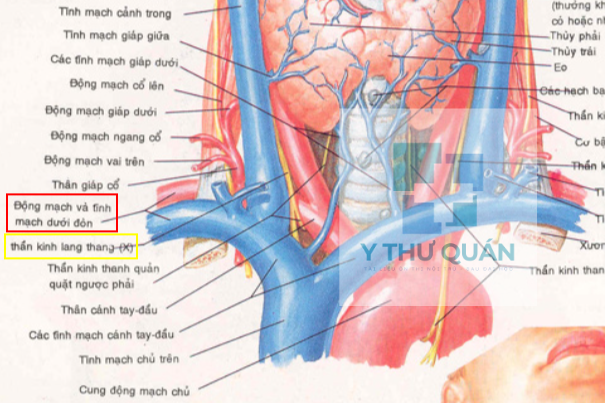 Tĩnh mạch cảnh trong
Tĩnh mạch giáp giữa
Các tĩnh mạch giáp dưới
Động mạch cổ lên
Động mạch giáp dưới
Động mạch ngang cổ
Động mạch vai trên
Thân giáp cổ
Động mạch và tĩnh
mạch dưới đòn
thần kinh lang thang (X)
Thần kinh thanh quản
quặt ngược phải
Thân cánh tay-đầu
Các tĩnh mạch cánh tay-đầu
Tĩnh mạch chủ trên
Cung động mạch chủ
(thường kh
có hoặc nh
Thùy phải
Thùy trái
Eo
Các hạch bạ
Thần ki
Cơ bậ
Thần k
Xươn
Thần kinh than
Y THƯ QUÁN